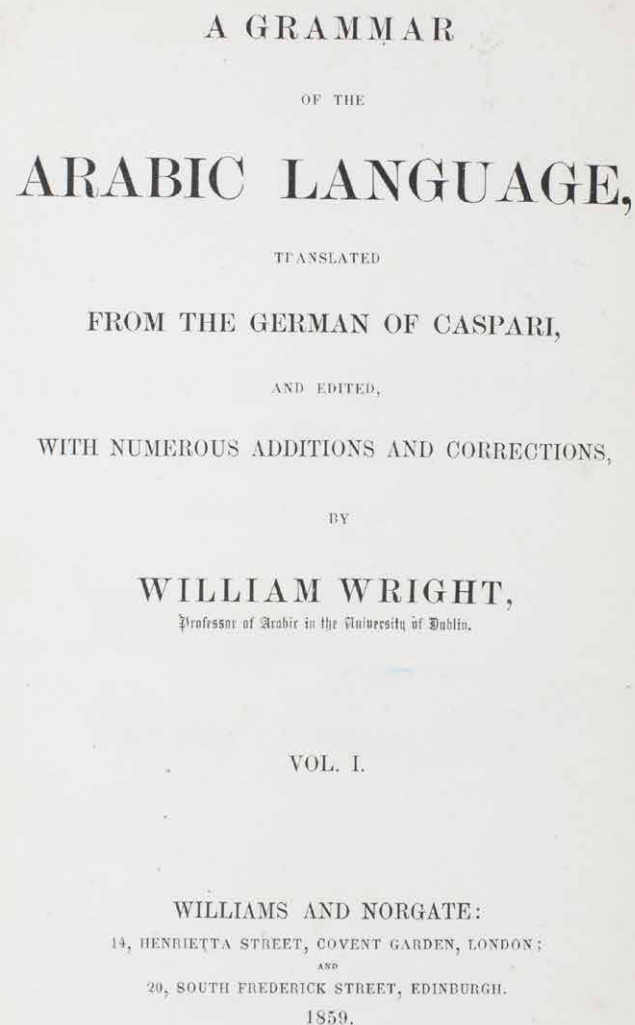 A GRAMMAR
OF THE
ARABIC LANGUAGE,
TRANSLATED
FROM THE GERMAN OF CASPARI,
AND EDITED,
WITH NUMEROUS ADDITIONS AND CORRECTIONS,
BY
WILLIAM WRIGHT,
Professor of Arabic in the University of Dublin.
VOL. I.
WILLIAMS AND NORGATE:
14, HENRIETTA STREET, COVENT GARDEN, LONDON;
AND
20, SOUTH FREDERICK STREET, EDINBURGH.
1859.